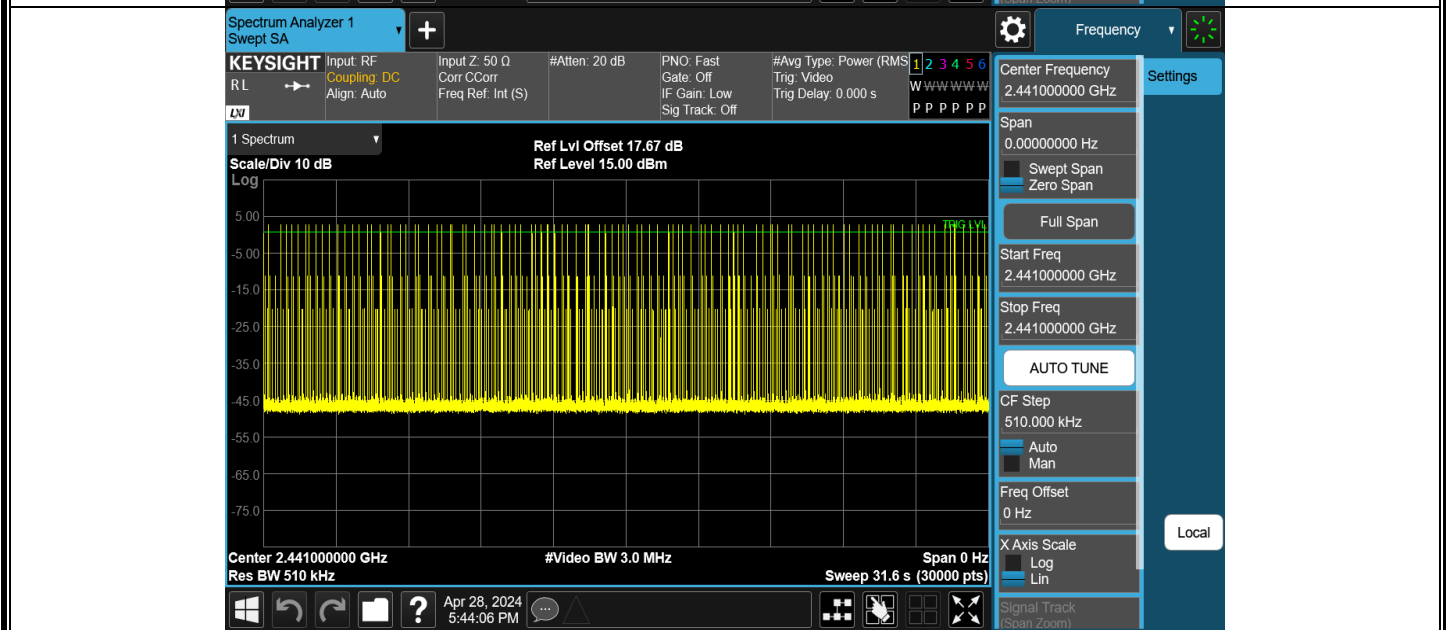 (Span Zoom)
Spectrum Analyzer 1
Swept SA
+
Frequency
KEYSIGHT
R L
LXI
Input: RF
Coupling: DC
Align: Auto
Input Z: 50 Ω
Corr CCorr
Freq Ref: Int (S)
#Atten: 20 dB
PNO: Fast
Gate: Off
IF Gain: Low
Sig Track: Off
#Avg Type: Power (RMS
Trig: Video
Trig Delay: 0.000 s
1 2 3 4 5 6
W W W W W W
P P P P P P
1 Spectrum
Scale/Div 10 dB
Ref Lvl Offset 17.67 dB
Ref Level 15.00 dBm
Log
5.00
-5.00
-15.0
-25.0
-35.0
-45.0
-55.0
-65.0
-75.0
TRIG LVL
Center 2.441000000 GHz
#Video BW 3.0 MHz
Span 0 Hz
Res BW 510 kHz
Sweep 31.6 s (30000 pts)
Center Frequency
2.441000000 GHz
Settings
Span
0.00000000 Hz
Swept Span
Zero Span
Full Span
Start Freq
2.441000000 GHz
Stop Freq
2.441000000 GHz
AUTO TUNE
CF Step
510.000 kHz
Auto
Man
Freq Offset
0 Hz
Local
X Axis Scale
Log
Lin
Signal Track
(Span Zoom)
?
Apr 28, 2024
5:44:06 PM